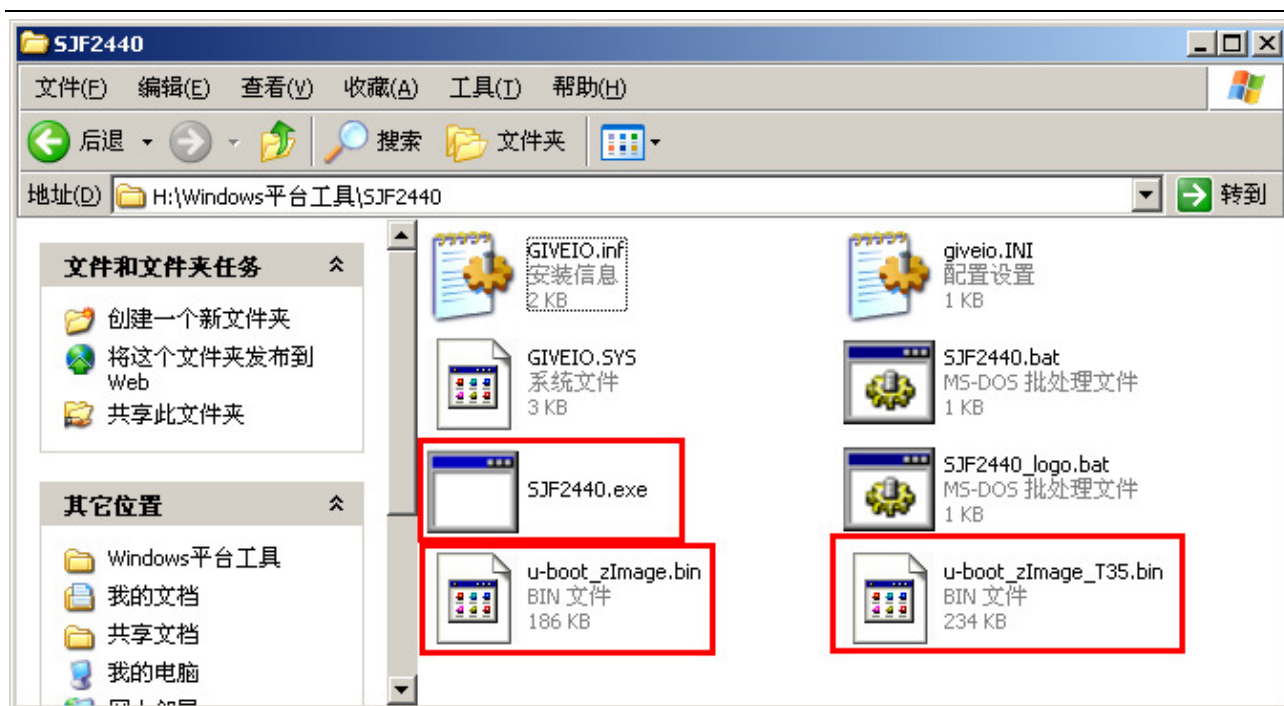 SJF2440
文件(F) 编辑(E) 查看(V) 收藏(A) 工具(T) 帮助(H)
后退 搜索 文件夹
地址(D) H:\Windows平台工具\SJF2440 转到
文件和文件夹任务
创建一个新文件夹
将这个文件夹发布到
Web
共享此文件夹
其它位置
Windows平台工具
我的文档
共享文档
我的电脑
GIVEIO.inf
安装信息
2 KB
giveio.INI
配置设置
1 KB
GIVEIO.SYS
系统文件
3 KB
SJF2440.bat
MS-DOS 批处理文件
1 KB
SJF2440.exe
SJF2440_logo.bat
MS-DOS 批处理文件
1 KB
u-boot_zImage.bin
BIN 文件
186 KB
u-boot_zImage_T35.bin
BIN 文件
234 KB